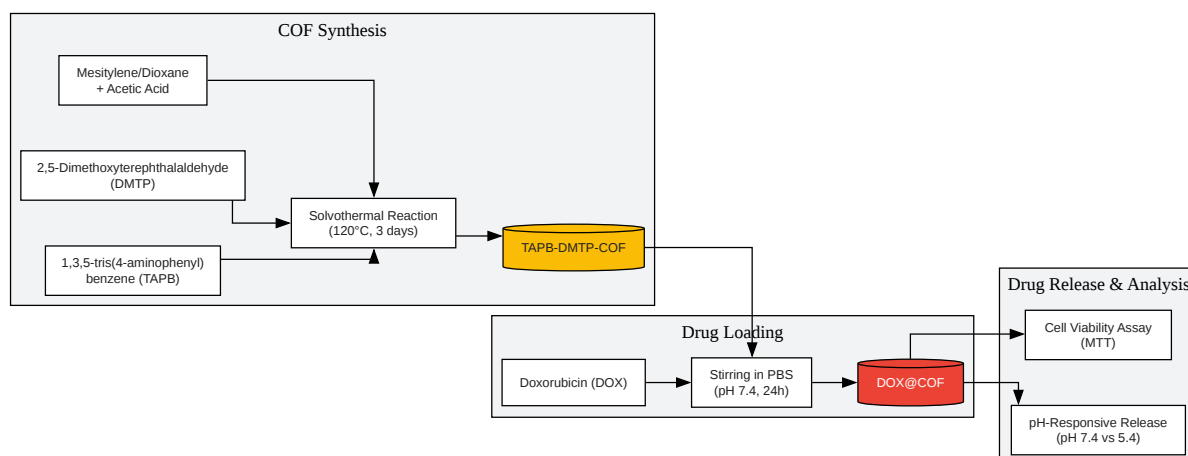 COF Synthesis
Mesitylene/Dioxane
+ Acetic Acid
2,5-Dimethoxyterephthalaldehyde
(DMTP)
1,3,5-tris(4-aminophenyl)
benzene (TAPB)
Solvothermal Reaction
(120°C, 3 days)
TAPB-DMTP-COF
Drug Loading
Doxorubicin (DOX)
Stirring in PBS
(pH 7.4, 24h)
DOX@COF
Drug Release & Analysis
Cell Viability Assay
(MTT)
pH-Responsive Release
(pH 7.4 vs 5.4)